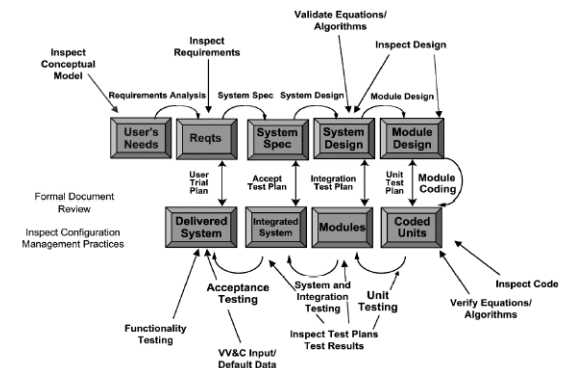 Validate Equations/
Algorithms
Inspect
Requirements
Inspect Design
Inspect
Conceptual
Model
Requirements Analysis
System Spec
System Design
Module Design
User's
Needs
Reqts
System
Spec
System
Design
Module
Design
User
Trial
Plan
Accept
Test Plan
Integration
Test Plan
Unit
Test
Plan
Module
Coding
Formal Document
Review
Inspect Configuration
Management Practices
Delivered
System
Integrated
System
Modules
Coded
Units
Inspect Code
Acceptance
Testing
System and
Integration
Testing
Unit
Testing
Verify Equations/
Algorithms
Functionality
Testing
Inspect Test Plans
Test Results
VV&C Input/
Default Data